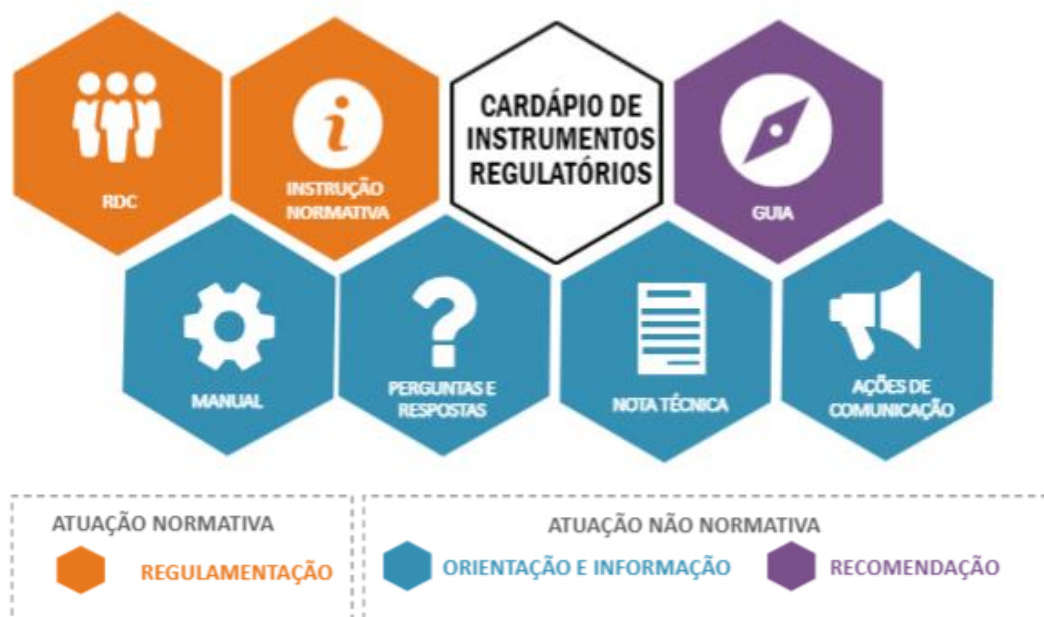 RDC
INSTRUÇÃO
NORMATIVA
CARDÁPIO DE
INSTRUMENTOS
REGULATÓRIOS
GUIA
MANUAL
PERGUNTAS E
RESPOSTAS
NOTA TÉCNICA
AÇÕES DE
COMUNICAÇÃO
ATUAÇÃO NORMATIVA
REGULAMENTAÇÃO
ATUAÇÃO NÃO NORMATIVA
ORIENTAÇÃO E INFORMAÇÃO
RECOMENDAÇÃO